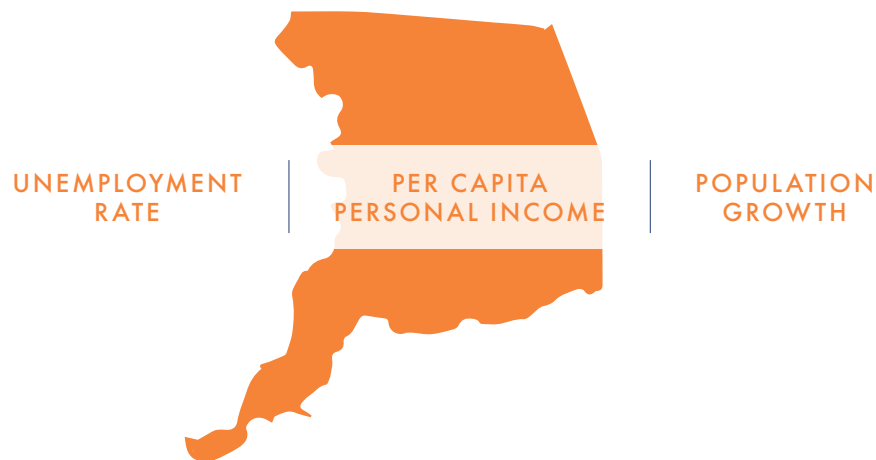 UNEMPLOYMENT
RATE
PER CAPITA
PERSONAL INCOME
POPULATION
GROWTH